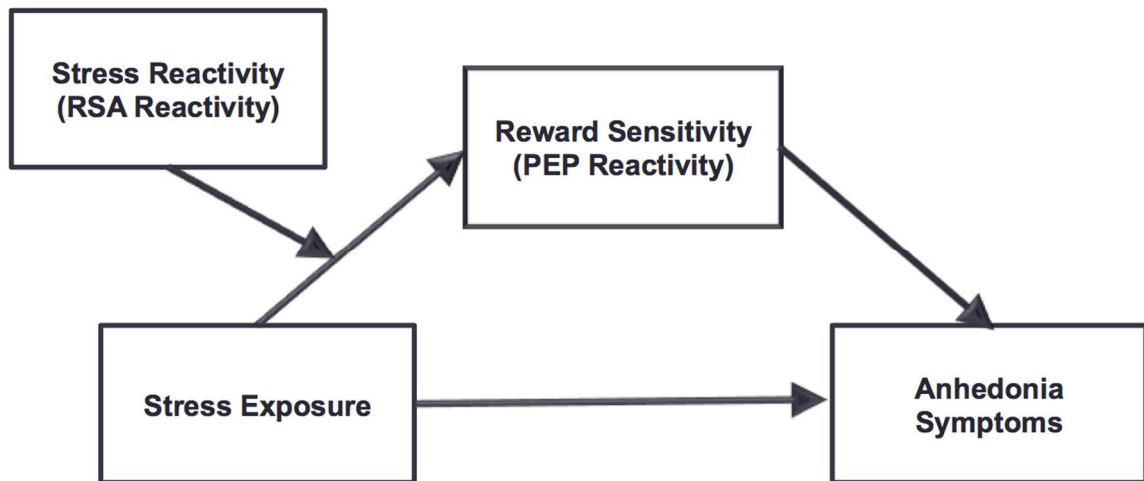 Stress Reactivity
(RSA Reactivity)
Reward Sensitivity
(PEP Reactivity)
Stress Exposure
Anhedonia
Symptoms